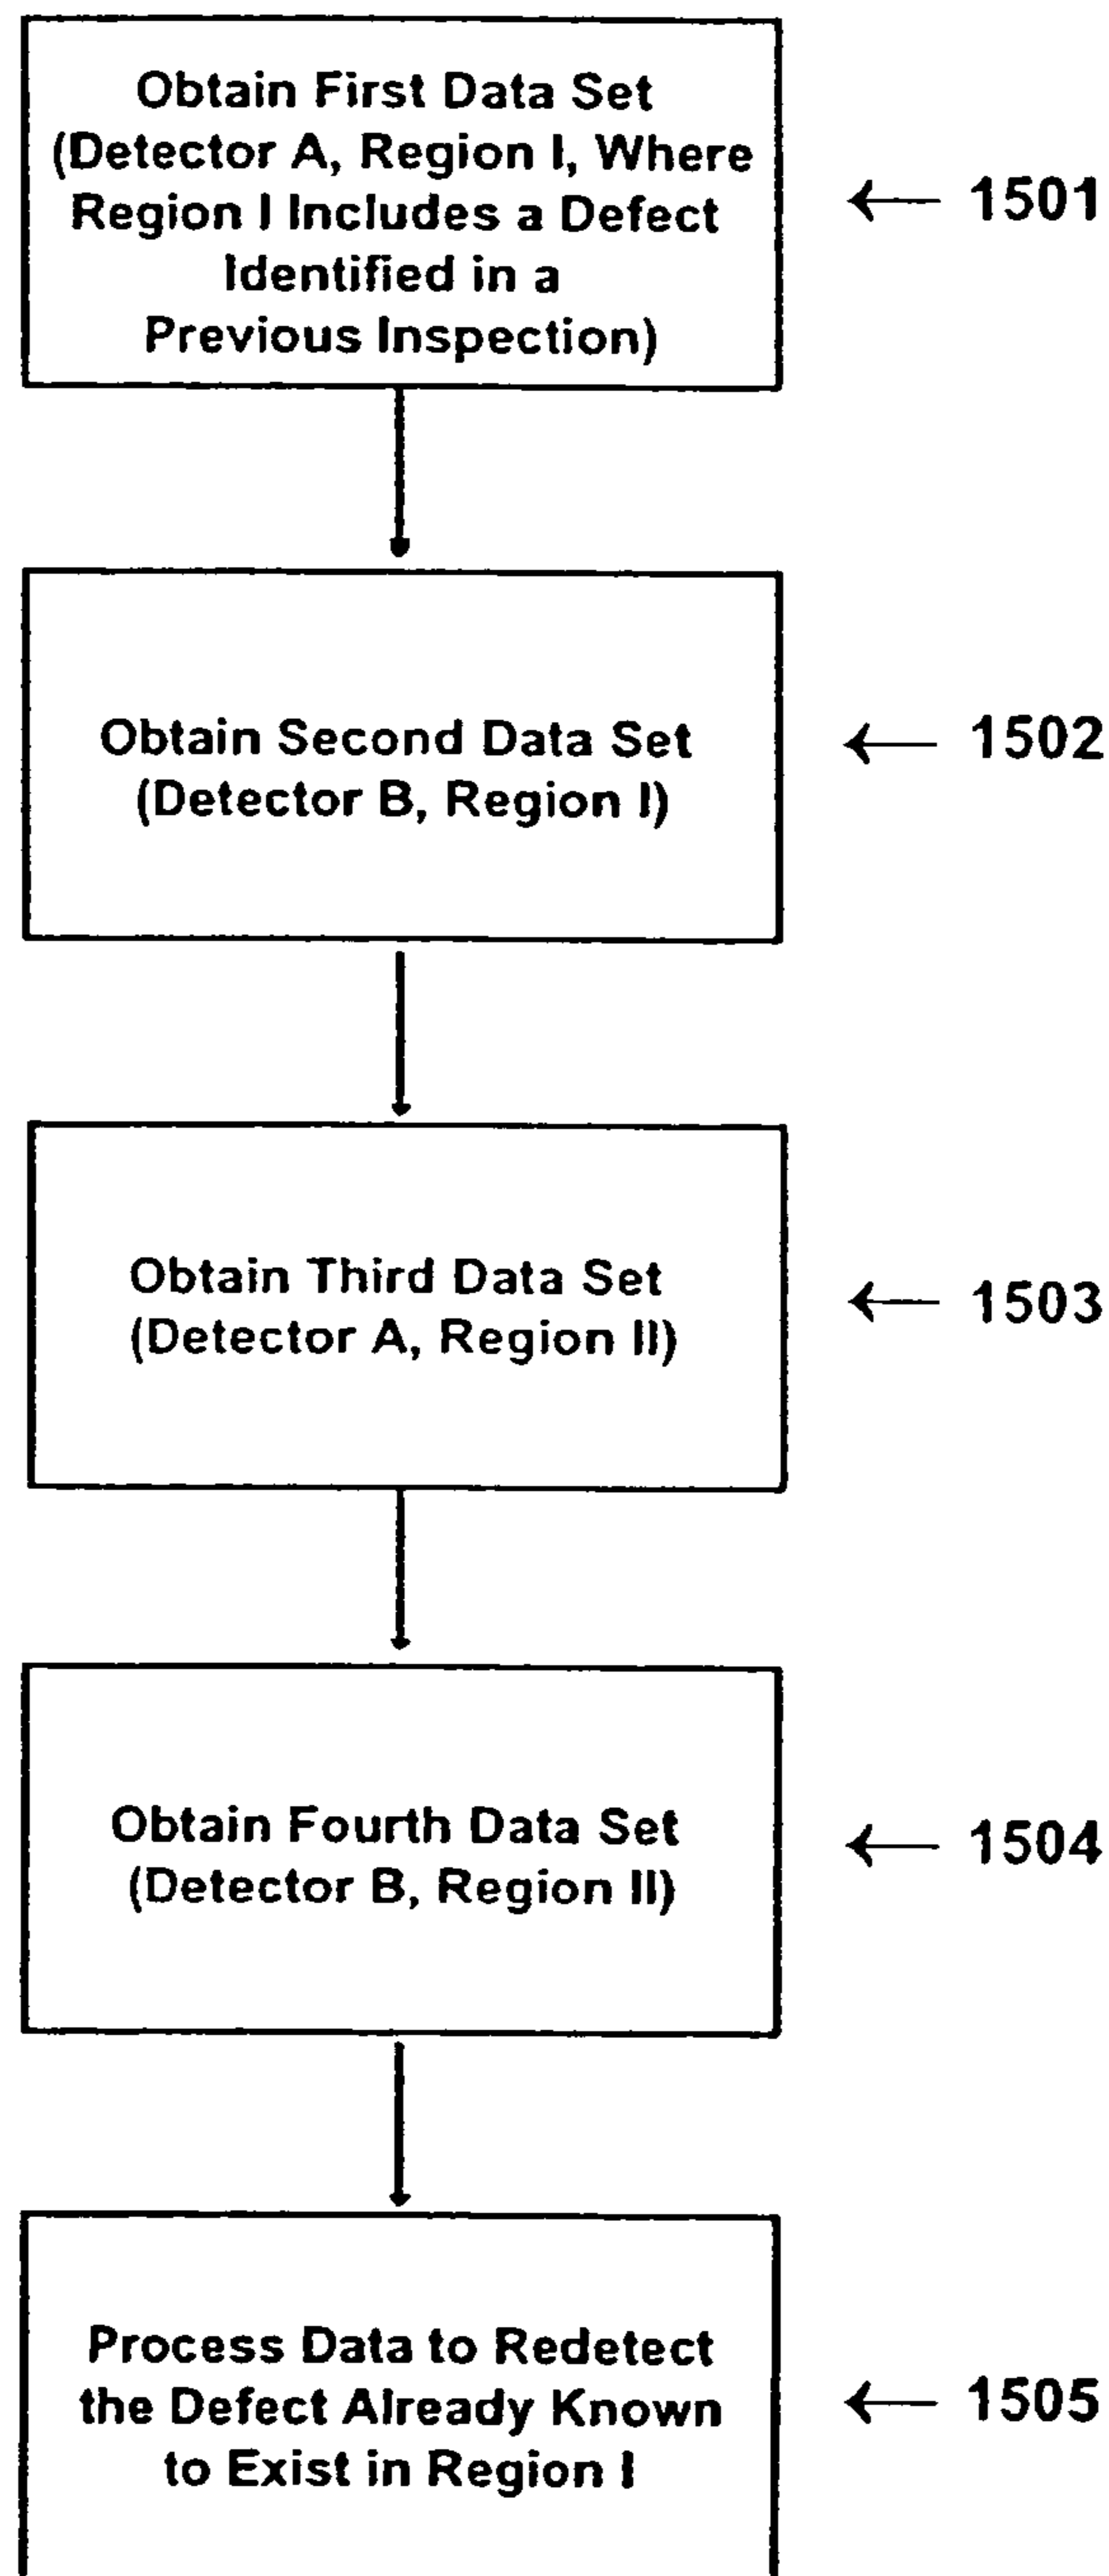 Obtain First Data Set
(Detector A, Region I, Where
Region I Includes a Defect
Identified in a
Previous Inspection)
1501
Obtain Second Data Set
(Detector B, Region I)
1502
Obtain Third Data Set
(Detector A, Region II)
1503
Obtain Fourth Data Set
(Detector B, Region II)
1504
Process Data to Redetect
the Defect Already Known
to Exist in Region I
1505